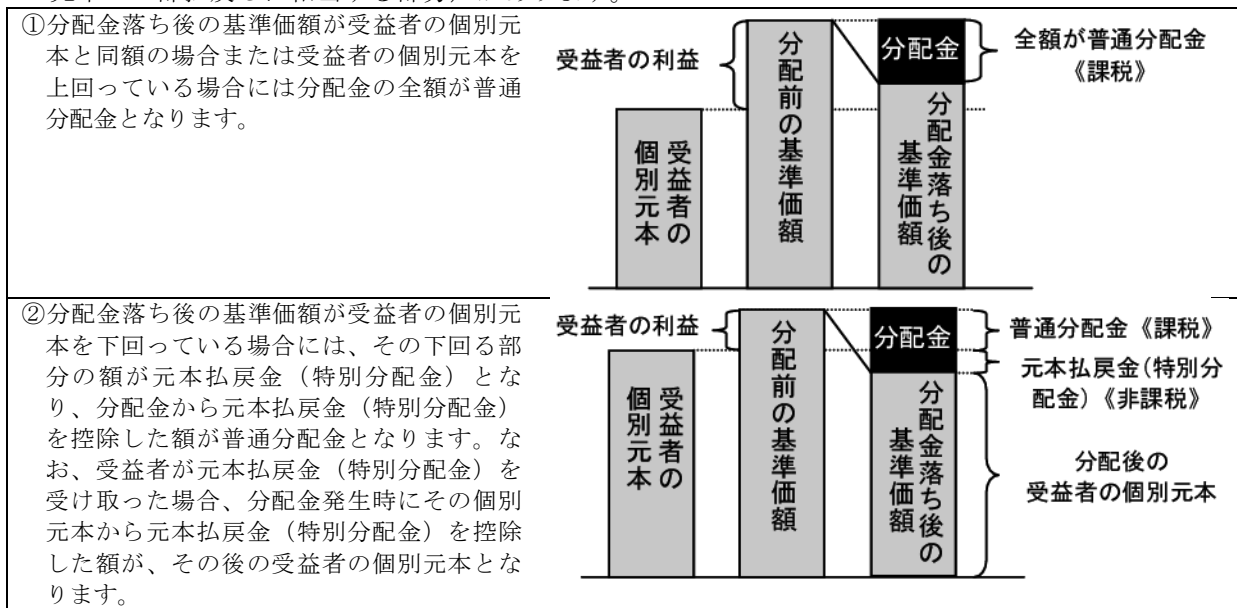 ①分配金落ち後の基準価額が受益者の個別元
本と同額の場合または受益者の個別元本を
上回っている場合には分配金の全額が普通
分配金となります。
受益者の利益
受益者の
個別元本
分配前の基準価額
分配金
分配金落ち後の
基準価額
全額が普通分配金
《課税》
②分配金落ち後の基準価額が受益者の個別元
本を下回っている場合には、その下回る部
分の額が元本払戻金（特別分配金）とな
り、分配金から元本払戻金（特別分配金）
を控除した額が普通分配金となります。な
お、受益者が元本払戻金（特別分配金）を
受け取った場合、分配金発生時にその個別
元本から元本払戻金（特別分配金）を控除
した額が、その後の受益者の個別元本とな
ります。
受益者の利益
受益者の
個別元本
分配前の基準価額
分配金
分配金落ち後の
基準価額
普通分配金《課税》
元本払戻金(特別分
配金)《非課税》
分配後の
受益者の個別元本